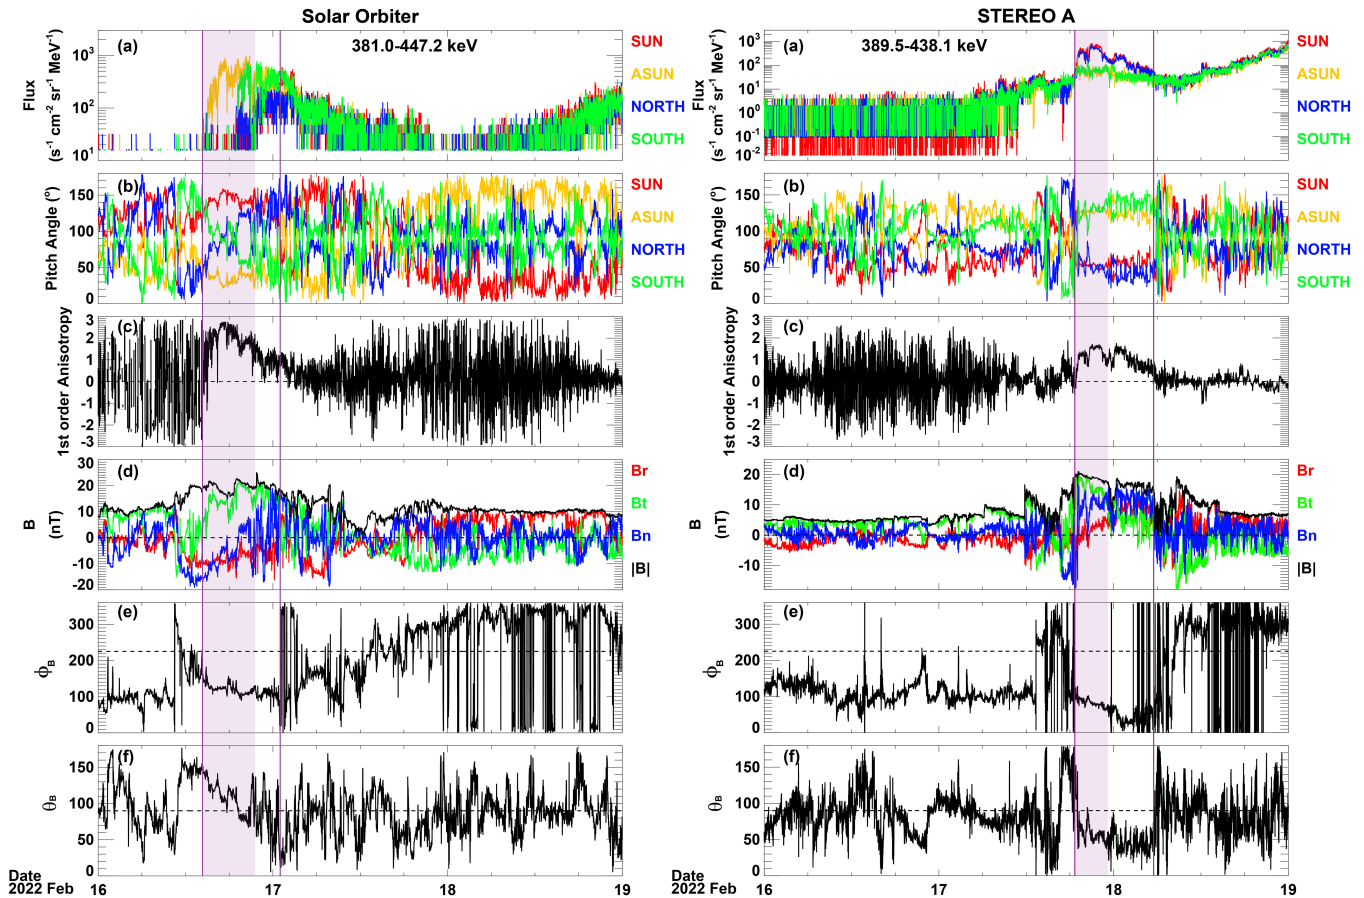 Solar Orbiter
(a)
381.0-447.2 keV
Flux
(s⁻¹ cm⁻² sr⁻¹ MeV⁻¹)
10³
10²
10¹
SUN
ASUN
NORTH
SOUTH
(b)
Pitch Angle (°)
150
100
50
0
SUN
ASUN
NORTH
SOUTH
(c)
1st order Anisotropy
3
2
1
0
-1
-2
-3
(d)
B
(nT)
30
20
10
0
-10
-20
Br
Bt
Bn
|B|
(e)
ϕB
300
200
100
0
(f)
θB
150
100
50
0
Date
2022 Feb
16
17
18
19
STEREO A
(a)
389.5-438.1 keV
Flux
(s⁻¹ cm⁻² sr⁻¹ MeV⁻¹)
10³
10²
10¹
10⁰
10⁻¹
10⁻²
SUN
ASUN
NORTH
SOUTH
(b)
Pitch Angle (°)
150
100
50
0
SUN
ASUN
NORTH
SOUTH
(c)
1st order Anisotropy
3
2
1
0
-1
-2
-3
(d)
B
(nT)
20
10
0
-10
Br
Bt
Bn
|B|
(e)
ϕB
300
200
100
0
(f)
θB
150
100
50
0
Date
2022 Feb
16
17
18
19